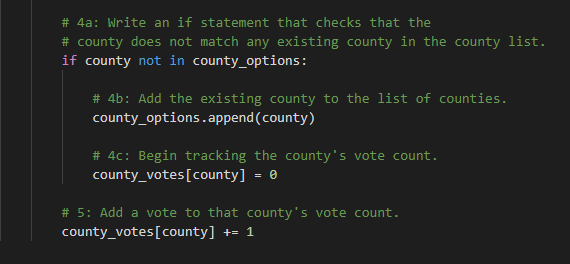 # 4a: Write an if statement that checks that the
# county does not match any existing county in the county list.
if county not in county_options:
# 4b: Add the existing county to the list of counties.
county_options.append(county)
# 4c: Begin tracking the county's vote count.
county_votes[county] = 0
# 5: Add a vote to that county's vote count.
county_votes[county] += 1